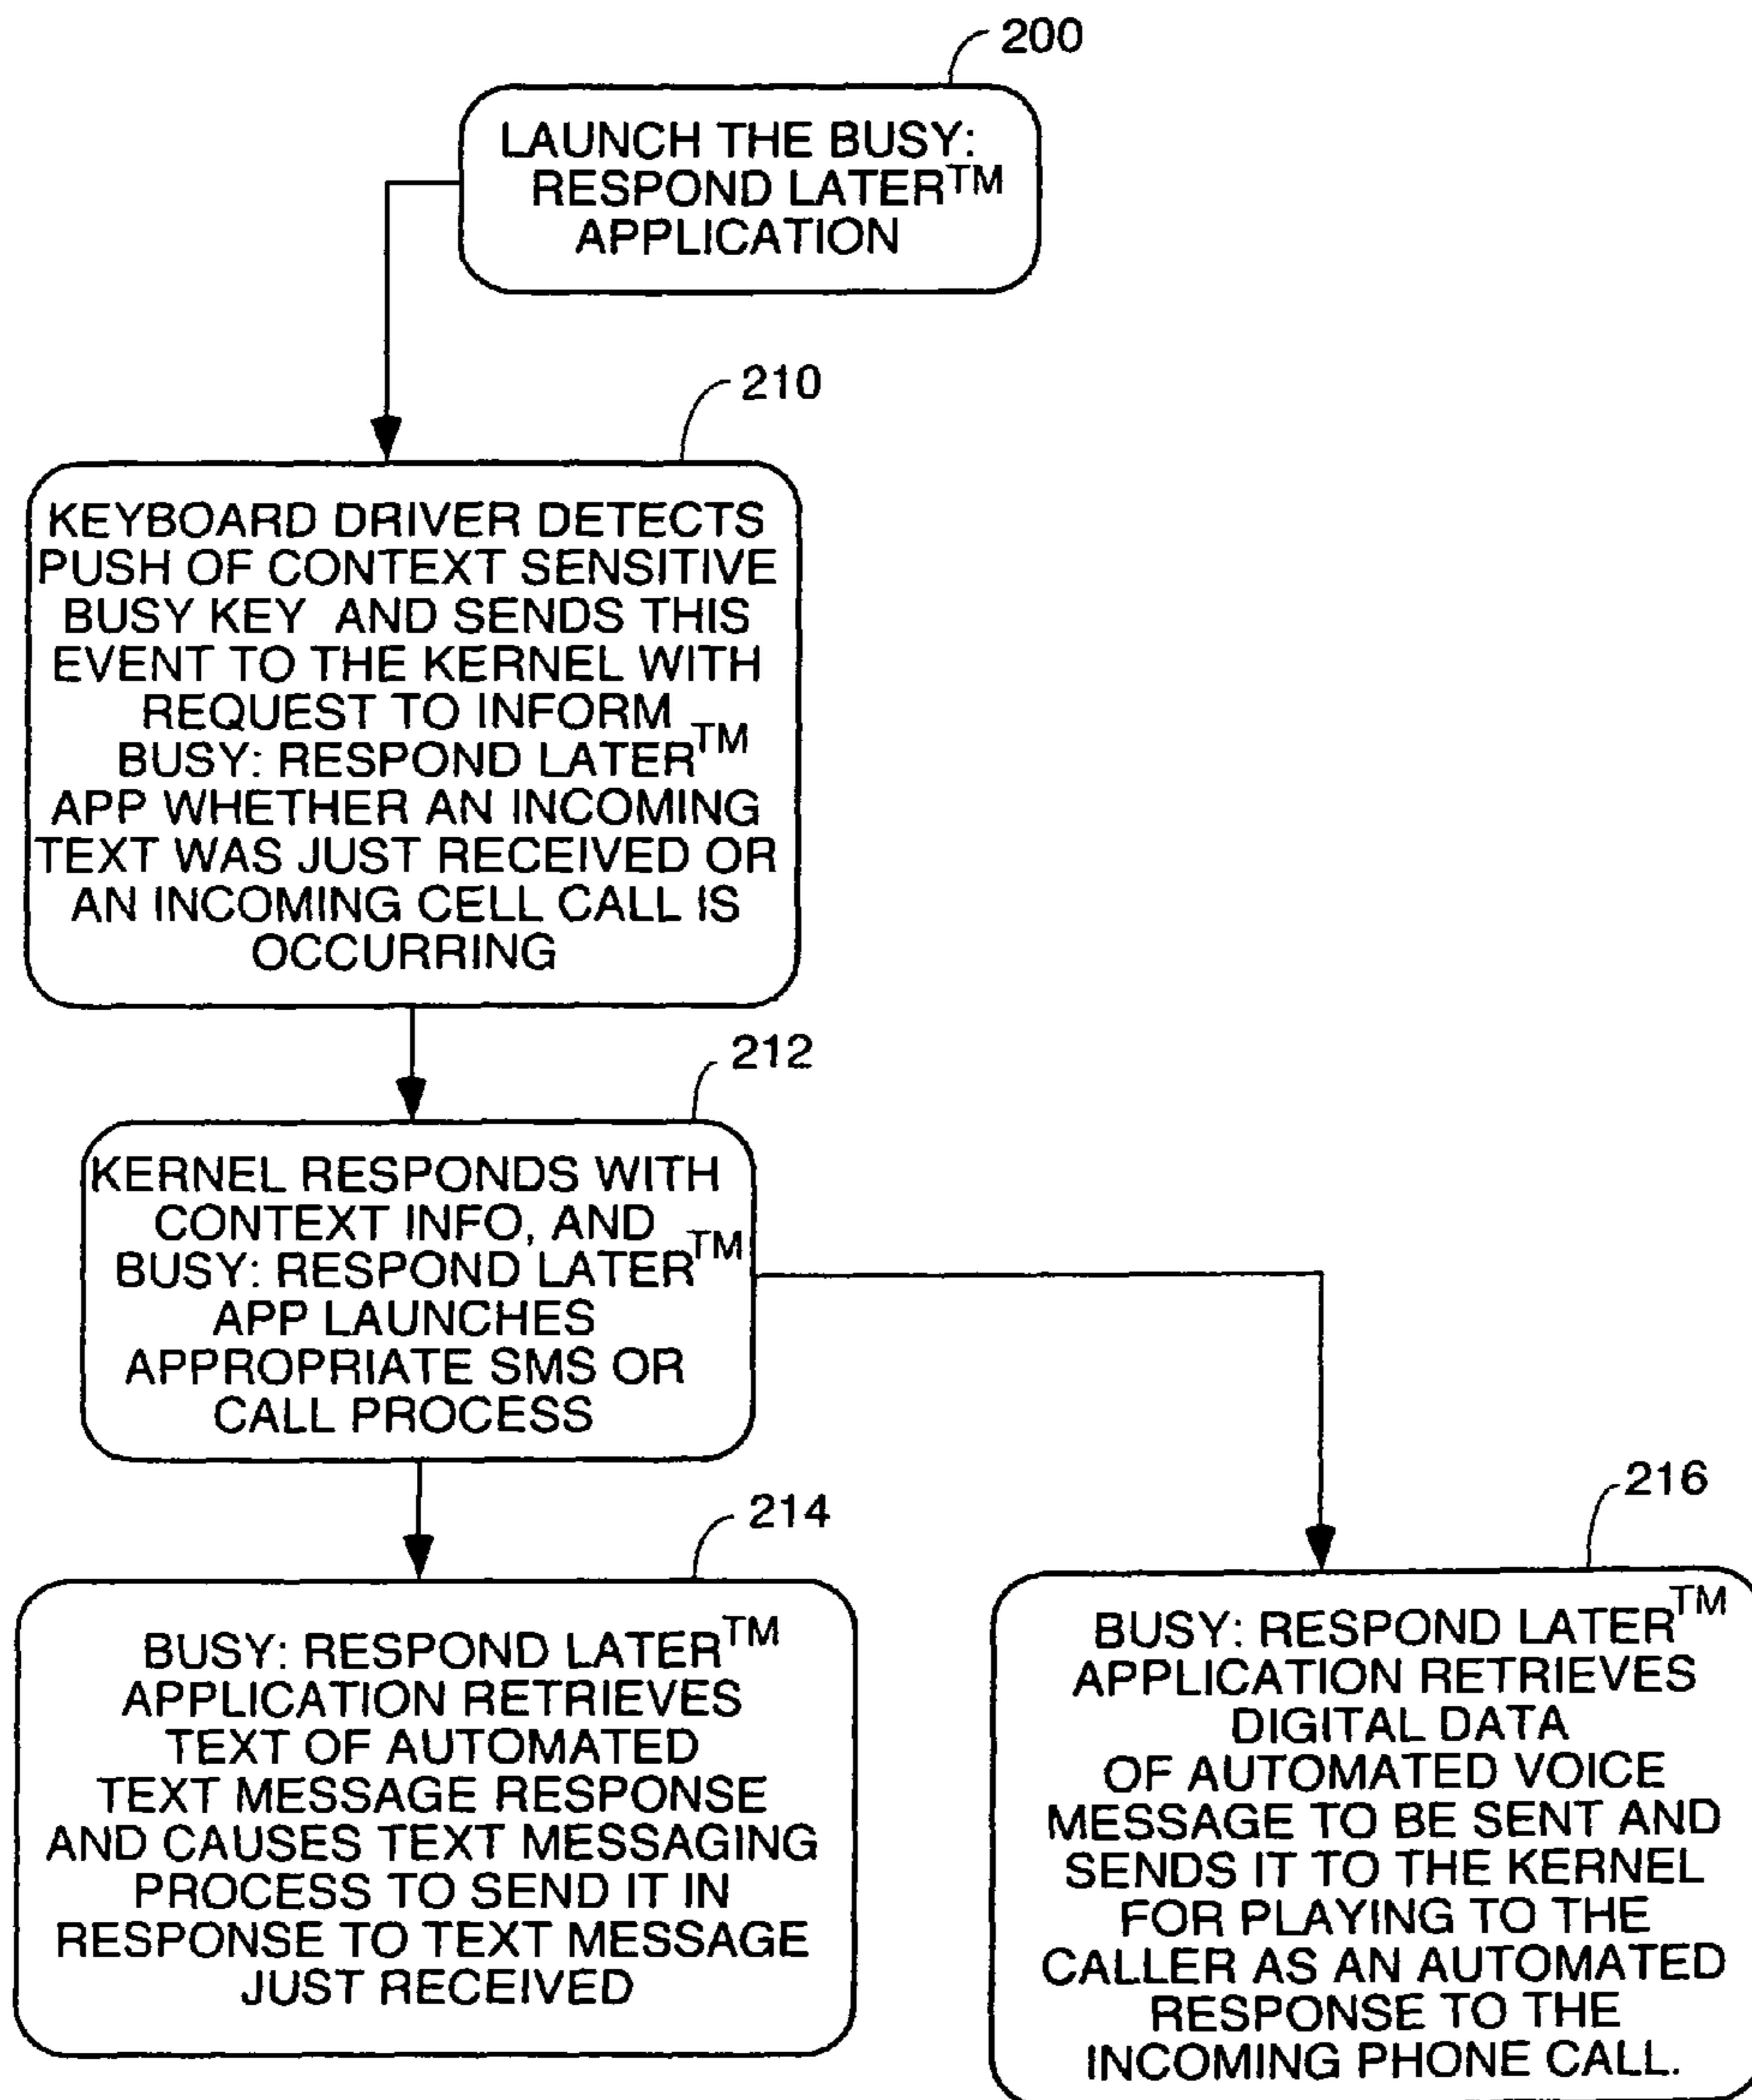 200
LAUNCH THE BUSY:
RESPOND LATER™
APPLICATION
210
KEYBOARD DRIVER DETECTS
PUSH OF CONTEXT SENSITIVE
BUSY KEY AND SENDS THIS
EVENT TO THE KERNEL WITH
REQUEST TO INFORM
BUSY: RESPOND LATER™
APP WHETHER AN INCOMING
TEXT WAS JUST RECEIVED OR
AN INCOMING CELL CALL IS
OCCURRING
212
KERNEL RESPONDS WITH
CONTEXT INFO, AND
BUSY: RESPOND LATER™
APP LAUNCHES
APPROPRIATE SMS OR
CALL PROCESS
214
BUSY: RESPOND LATER™
APPLICATION RETRIEVES
TEXT OF AUTOMATED
TEXT MESSAGE RESPONSE
AND CAUSES TEXT MESSAGING
PROCESS TO SEND IT IN
RESPONSE TO TEXT MESSAGE
JUST RECEIVED
216
BUSY: RESPOND LATER™
APPLICATION RETRIEVES
DIGITAL DATA
OF AUTOMATED VOICE
MESSAGE TO BE SENT AND
SENDS IT TO THE KERNEL
FOR PLAYING TO THE
CALLER AS AN AUTOMATED
RESPONSE TO THE
INCOMING PHONE CALL.